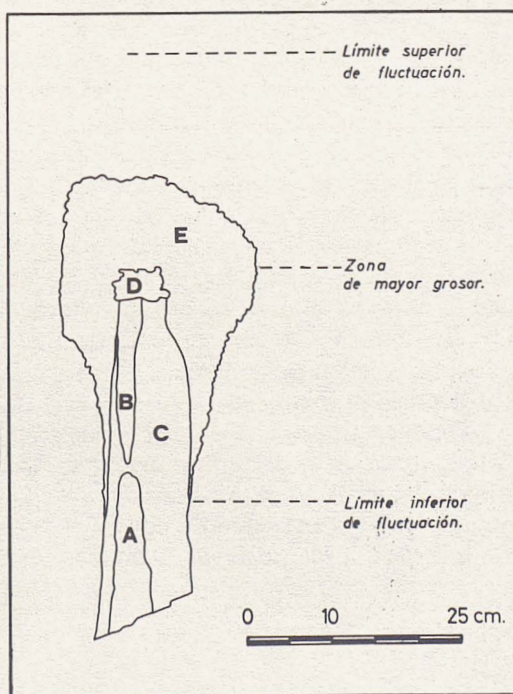 Límite superior
de fluctuación.
E
D
Zona
de mayor grosor.
B
C
Límite inferior
de fluctuación.
A
0 10 25 cm.